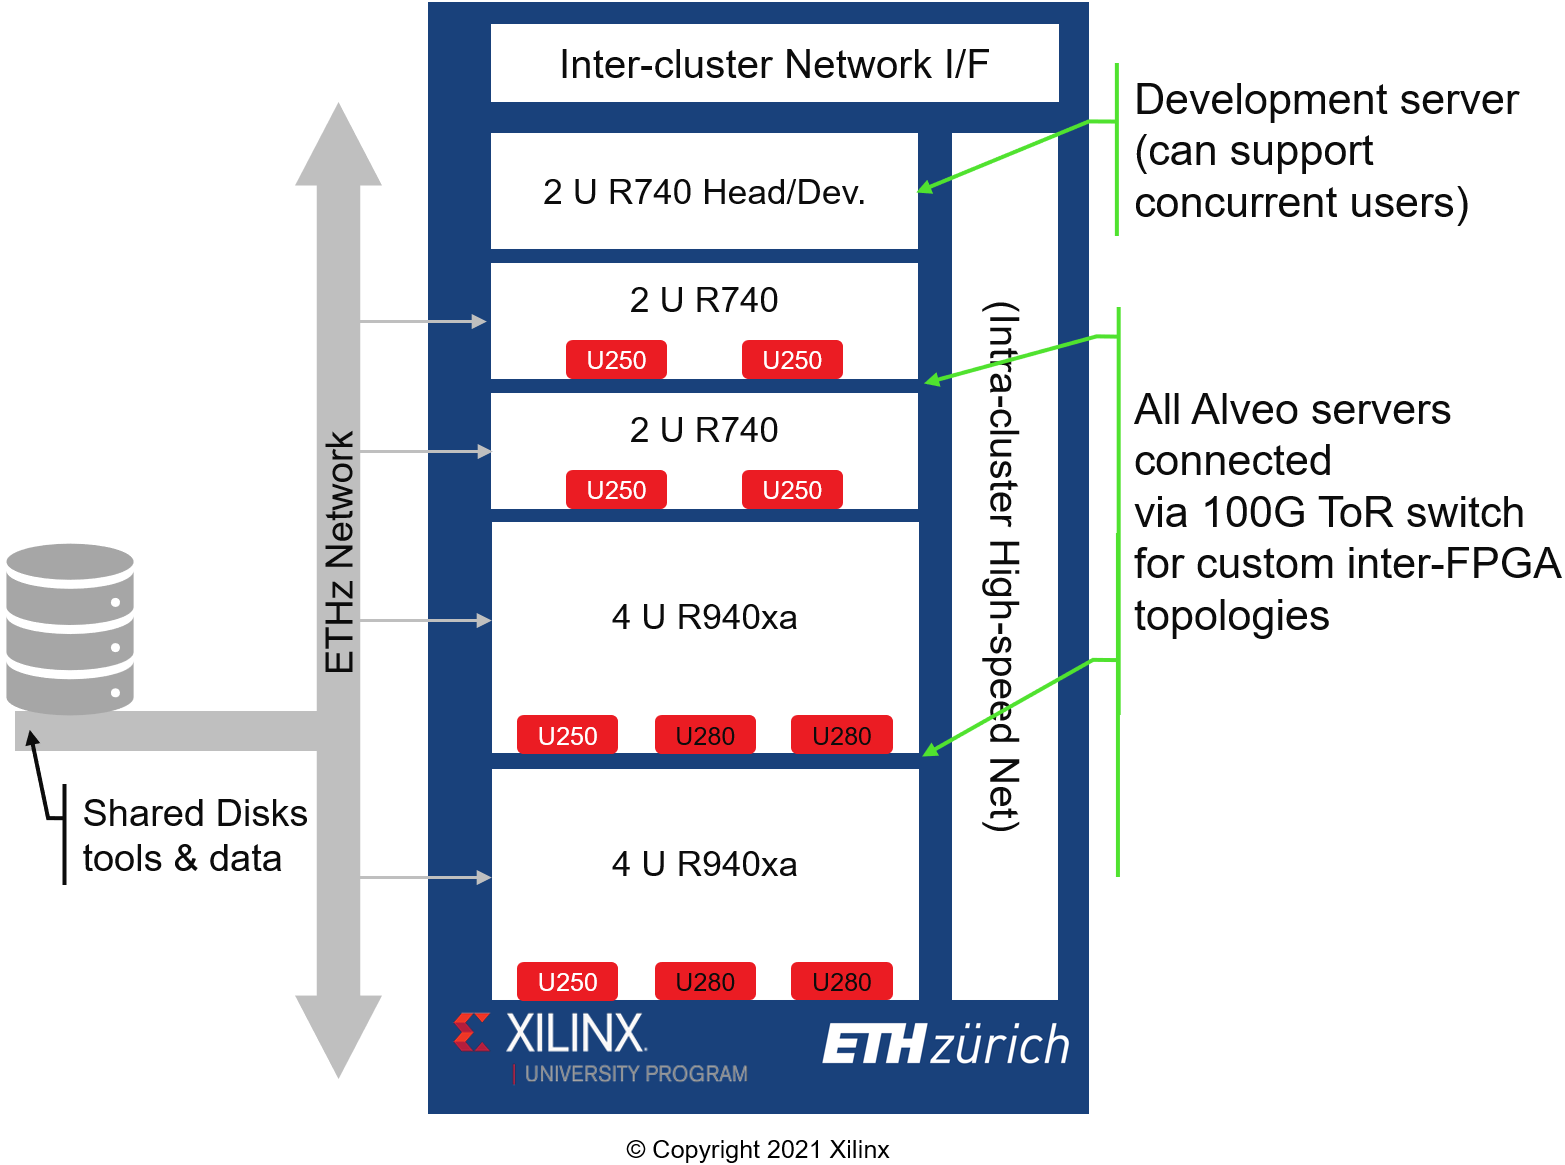 Inter-cluster Network I/F
Development server
(can support
concurrent users)
2 U R740 Head/Dev.
2 U R740
U250
U250
2 U R740
U250
U250
4 U R940xa
U250
U280
U280
4 U R940xa
U250
U280
U280
(Intra-cluster High-speed Net)
All Alveo servers
connected
via 100G ToR switch
for custom inter-FPGA
topologies
ETHz Network
Shared Disks
tools & data
XILINX.
UNIVERSITY PROGRAM
ETH zürich
© Copyright 2021 Xilinx